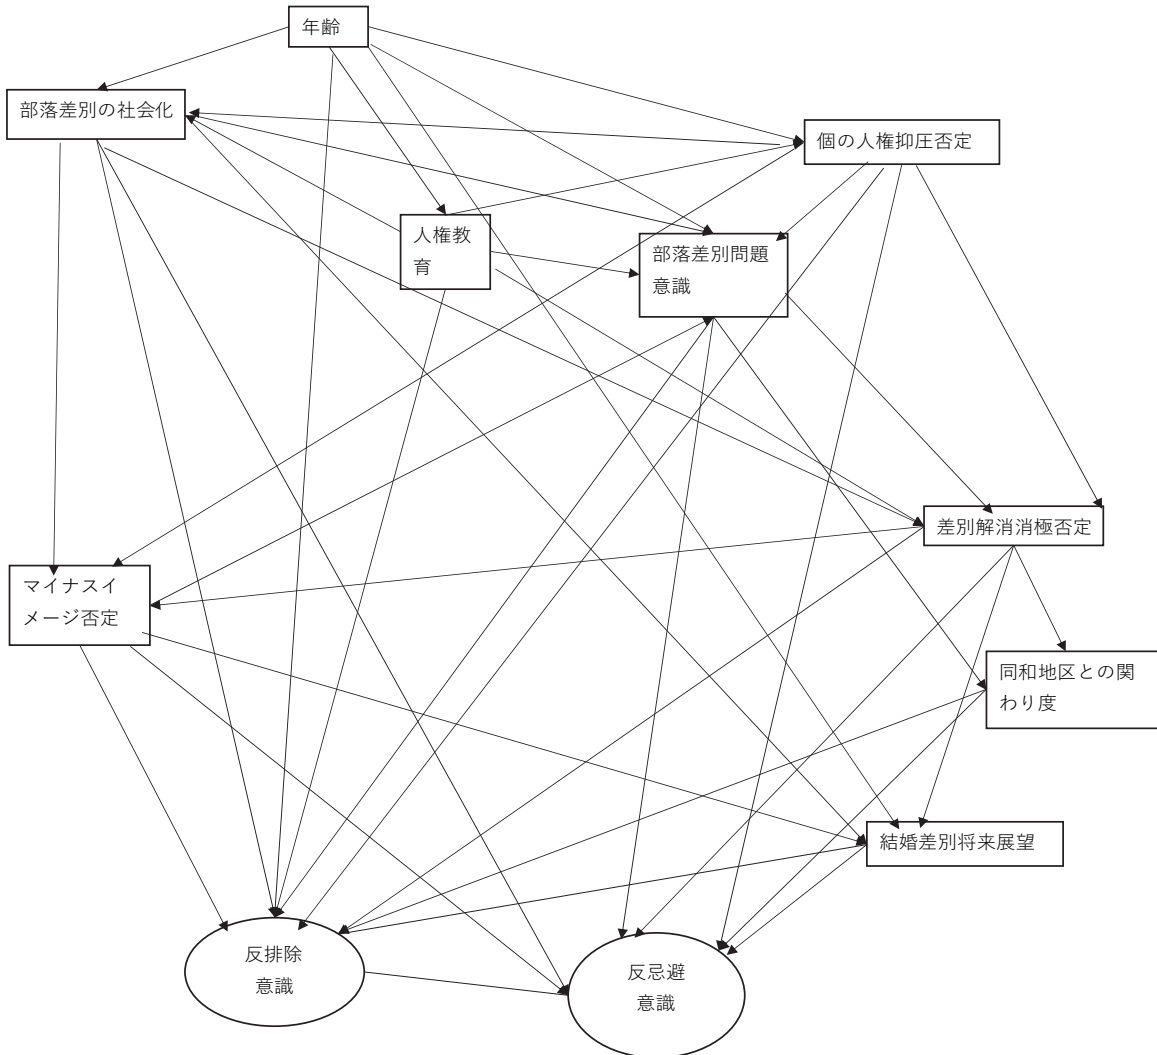 年齢
部落差別の社会化
個の人権抑圧否定
人権教
育
部落差別問題
意識
差別解消消極否定
マイナスイ
メージ否定
同和地区との関
わり度
結婚差別将来展望
反排除
意識
反忌避
意識